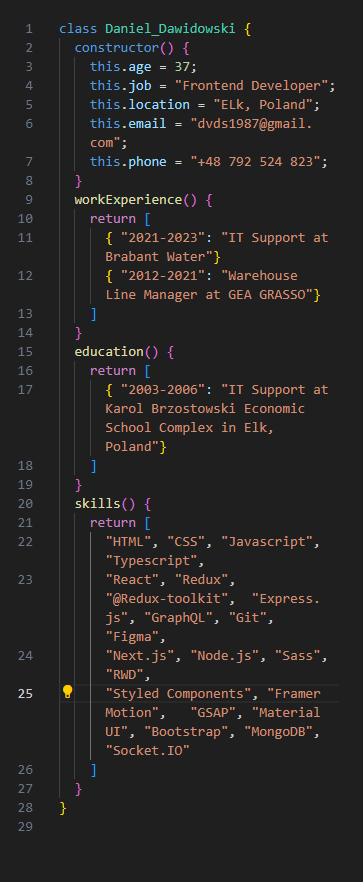 1 class Daniel_Dawidowski {
2 constructor() {
3 this.age = 37;
4 this.job = "Frontend Developer";
5 this.location = "ELk, Poland";
6 this.email = "dvds1987@gmail.
com";
7 this.phone = "+48 792 524 823";
8 }
9 workExperience() {
10 return [
11 { "2021-2023": "IT Support at
Brabant Water"}
12 { "2012-2021": "Warehouse
Line Manager at GEA GRASSO"}
13 ]
14 }
15 education() {
16 return [
17 { "2003-2006": "IT Support at
Karol Brzostowski Economic
School Complex in Elk,
Poland"}
18 ]
19 }
20 skills() {
21 return [
22 "HTML", "CSS", "Javascript",
"Typescript",
23 "React", "Redux",
"@Redux-toolkit", "Express.
js", "GraphQL", "Git",
"Figma",
24 "Next.js", "Node.js", "Sass",
"RWD",
25 "Styled Components", "Framer
Motion", "GSAP", "Material
UI", "Bootstrap", "MongoDB",
"Socket.IO"
26 ]
27 }
28 }
29